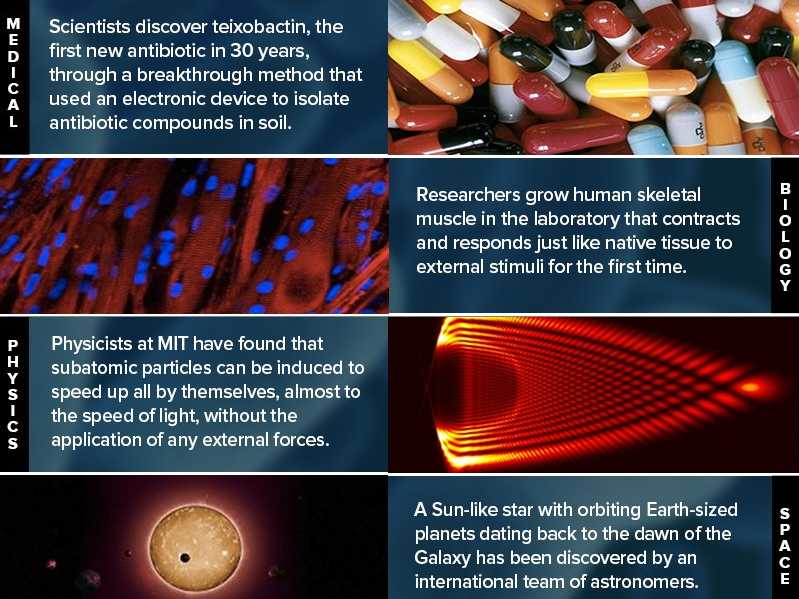 MEDICAL
Scientists discover teixobactin, the
first new antibiotic in 30 years,
through a breakthrough method that
used an electronic device to isolate
antibiotic compounds in soil.
Researchers grow human skeletal
muscle in the laboratory that contracts
and responds just like native tissue to
external stimuli for the first time.
BIOLOGY
PHYSICS
Physicists at MIT have found that
subatomic particles can be induced to
speed up all by themselves, almost to
the speed of light, without the
application of any external forces.
A Sun-like star with orbiting Earth-sized
planets dating back to the dawn of the
Galaxy has been discovered by an
international team of astronomers.
SPACE